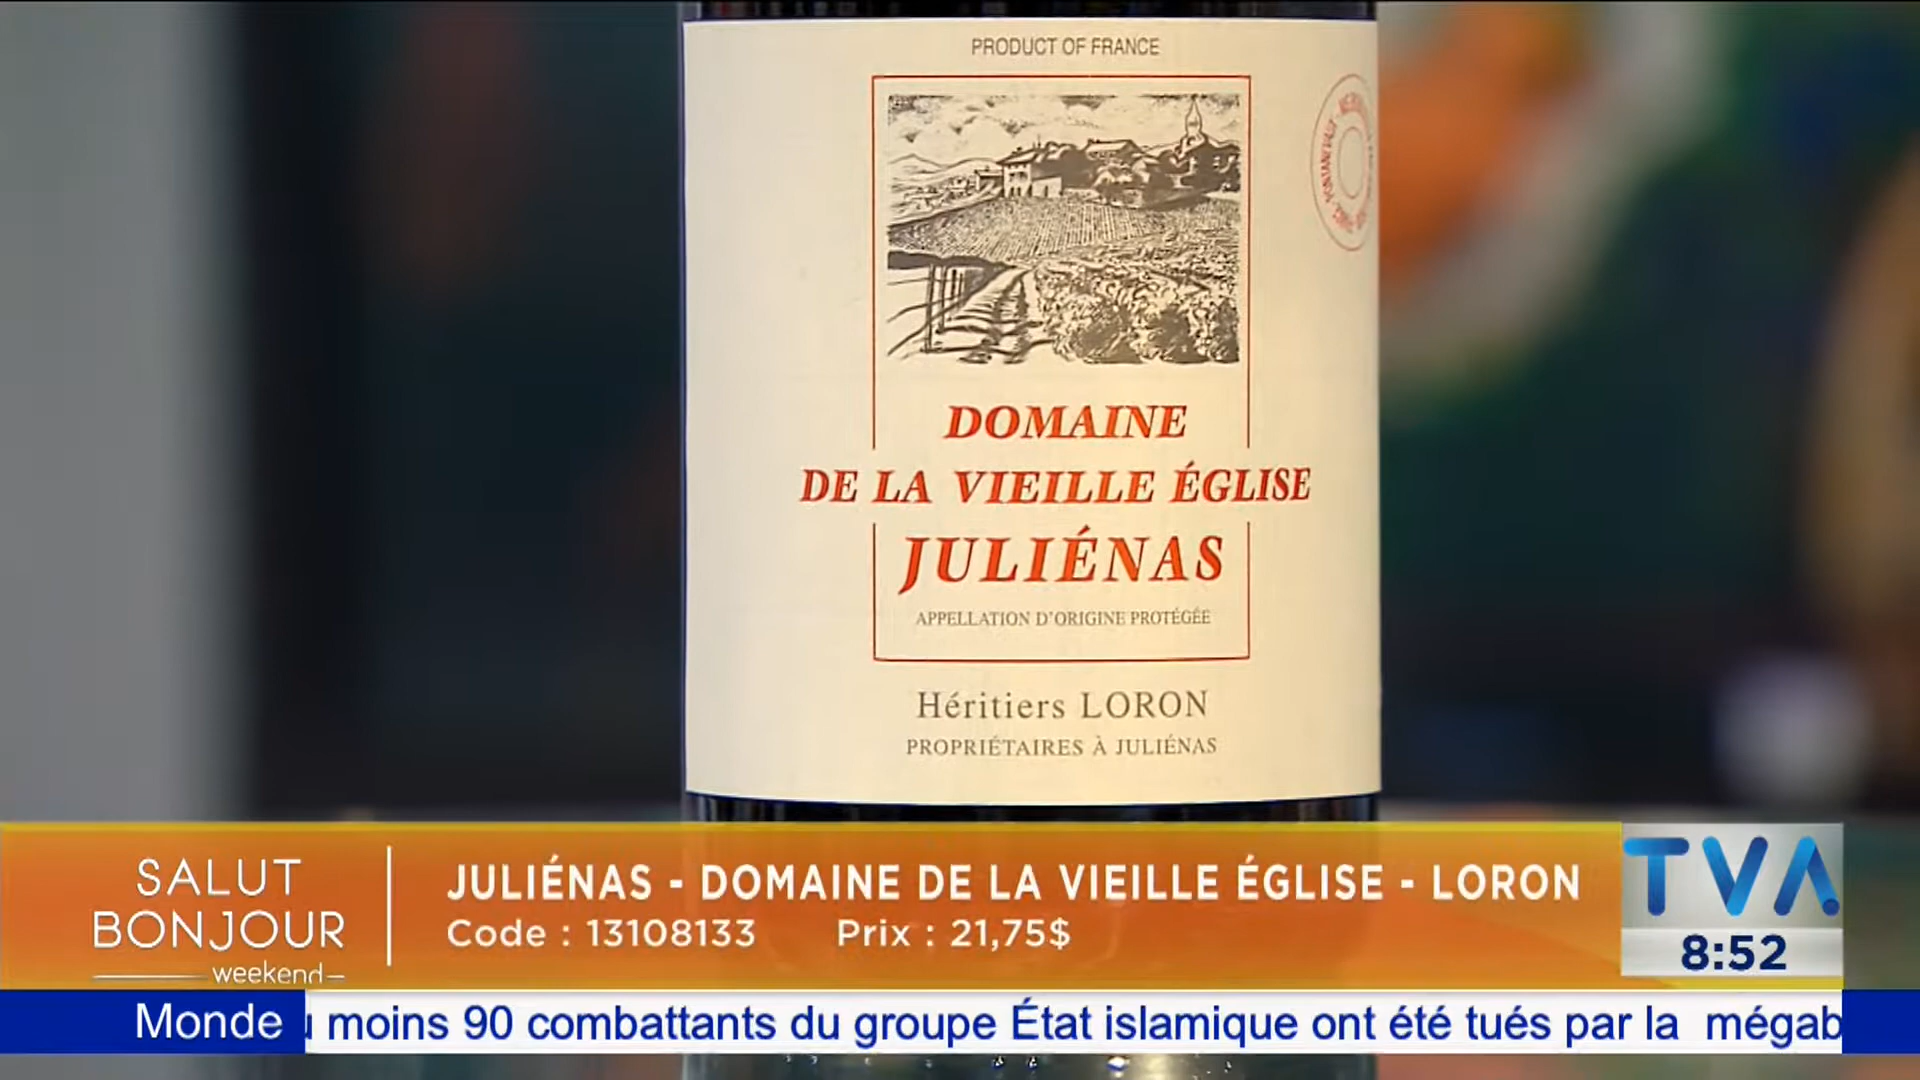 PRODUCT OF FRANCE
DOMAINE
DE LA VIEILLE ÉGLISE
JULIÉNAS
APPELLATION D'ORIGINE PROTÉGÉE
Héritiers LORON
PROPRIÉTAIRES À JULIÉNAS
SALUT
BONJOUR
weekend
JULIÉNAS - DOMAINE DE LA VIEILLE ÉGLISE - LORON
Code : 13108133 Prix : 21,75$
TVA
8:52
Monde moins 90 combattants du groupe État islamique ont été tués par la mégab